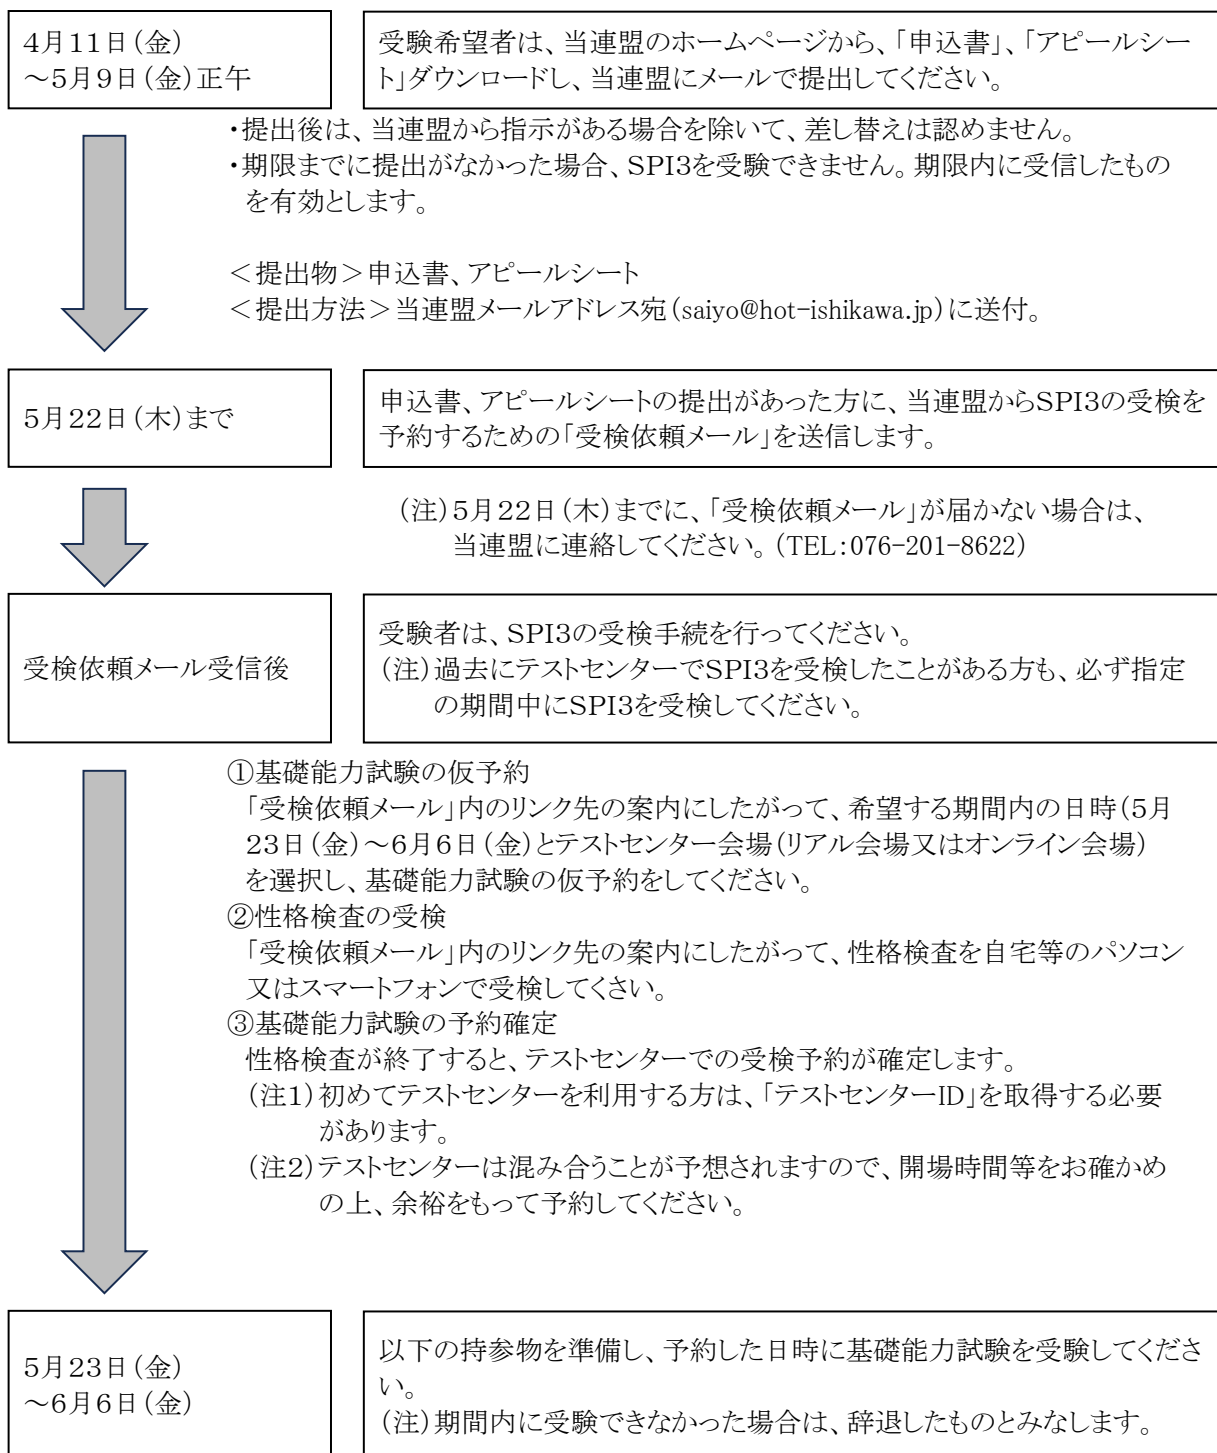 4月11日(金)
~5月9日(金)正午
受験希望者は、当連盟のホームページから、「申込書」、「アピールシー
ト」ダウンロードし、当連盟にメールで提出してください。
・提出後は、当連盟から指示がある場合を除いて、差し替えは認めません。
・期限までに提出がなかった場合、SPI3を受験できません。期限内に受信したもの
を有効とします。
<提出物>申込書、アピールシート
<提出方法>当連盟メールアドレス宛(saiyo@hot-ishikawa.jp)に送付。
5月22日(木)まで
申込書、アピールシートの提出があった方に、当連盟からSPI3の受検を
予約するための「受検依頼メール」を送信します。
(注)5月22日(木)までに、「受検依頼メール」が届かない場合は、
当連盟に連絡してください。(TEL:076-201-8622)
受検依頼メール受信後
受験者は、SPI3の受検手続を行ってください。
(注)過去にテストセンターでSPI3を受検したことがある方も、必ず指定
の期間中にSPI3を受検してください。
①基礎能力試験の仮予約
「受検依頼メール」内のリンク先の案内にしたがって、希望する期間内の日時(5月
23日(金)~6月6日(金)とテストセンター会場(リアル会場又はオンライン会場)
を選択し、基礎能力試験の仮予約をしてください。
②性格検査の受検
「受検依頼メール」内のリンク先の案内にしたがって、性格検査を自宅等のパソコン
又はスマートフォンで受検してくさい。
③基礎能力試験の予約確定
性格検査が終了すると、テストセンターでの受検予約が確定します。
(注1)初めてテストセンターを利用する方は、「テストセンターID」を取得する必要
があります。
(注2)テストセンターは混み合うことが予想されますので、開場時間等をお確かめ
の上、余裕をもって予約してください。
5月23日(金)
~6月6日(金)
以下の持参物を準備し、予約した日時に基礎能力試験を受験してくださ
い。
(注)期間内に受験できなかった場合は、辞退したものとみなします。